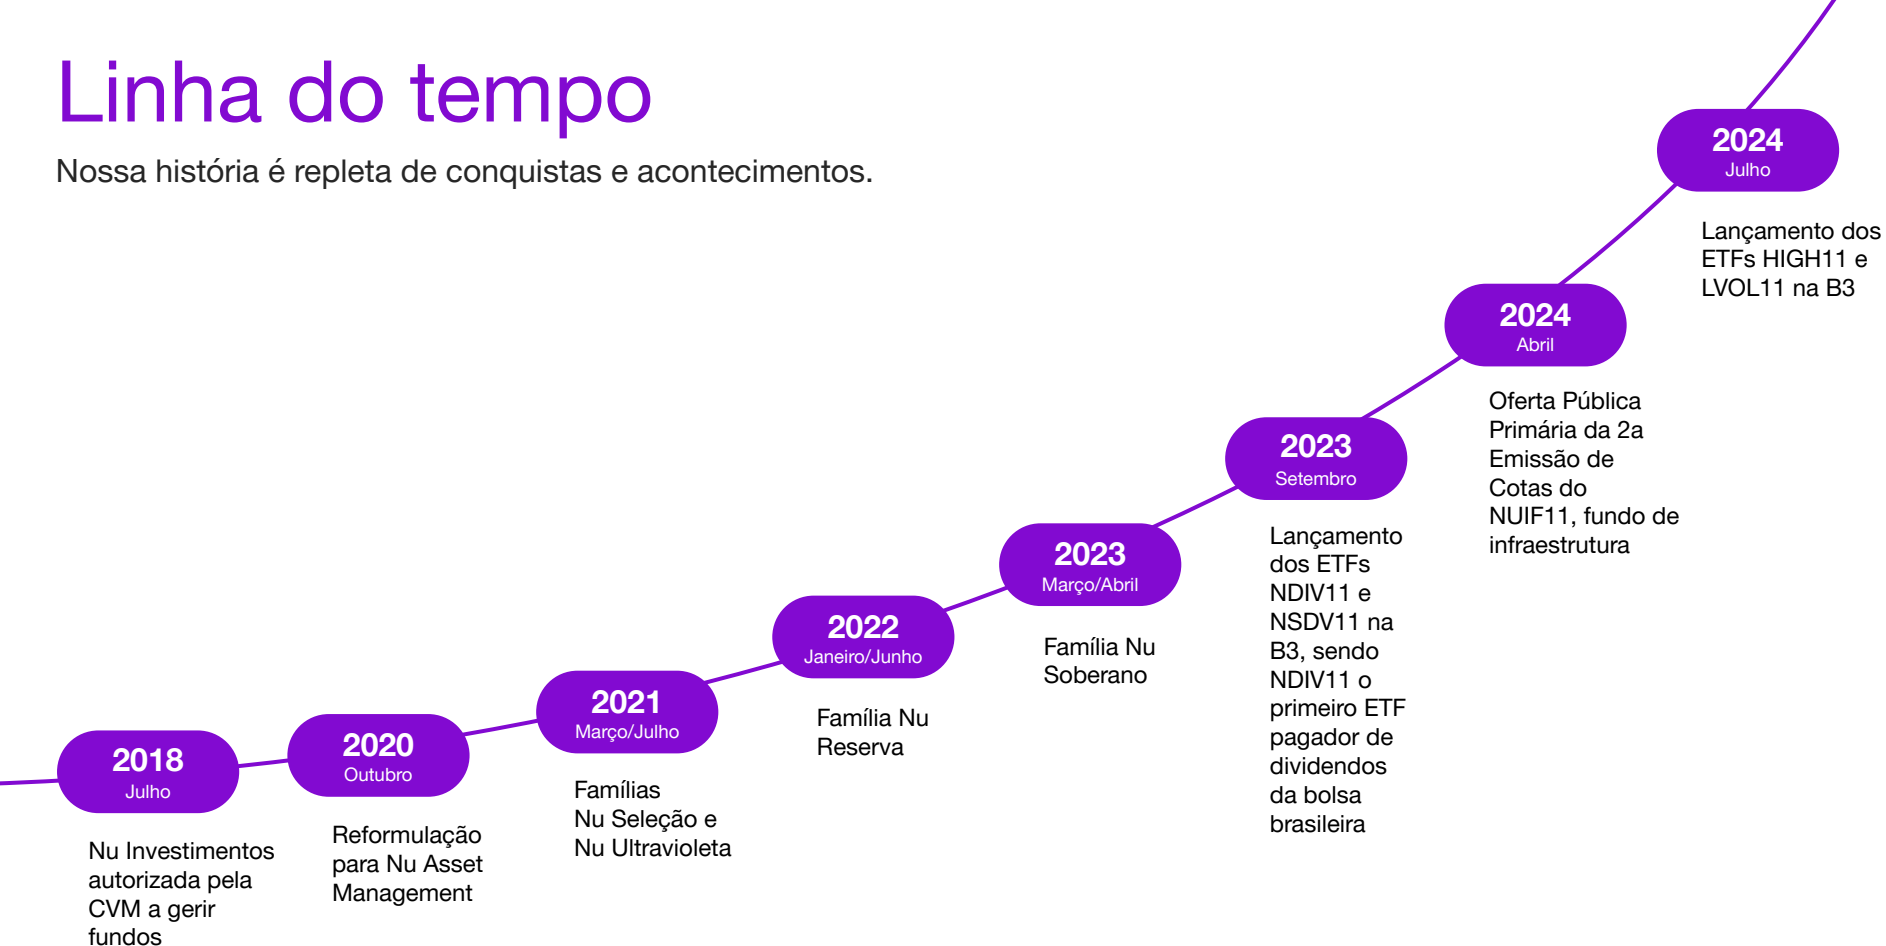 Linha do tempo
Nossa história é repleta de conquistas e acontecimentos.
2018
Julho
Nu Investimentos
autorizada pela
CVM a gerir
fundos
2020
Outubro
Reformulação
para Nu Asset
Management
2021
Março/Julho
Famílias
Nu Seleção e
Nu Ultravioleta
2022
Janeiro/Junho
Família Nu
Reserva
2023
Março/Abril
Família Nu
Soberano
2023
Setembro
Lançamento
dos ETFs
NDIV11 e
NSDV11 na
B3, sendo
NDIV11 o
primeiro ETF
pagador de
dividendos
da bolsa
brasileira
2024
Abril
Oferta Pública
Primária da 2a
Emissão de
Cotas do
NUIF11, fundo de
infraestrutura
2024
Julho
Lançamento dos
ETFs HIGH11 e
LVOL11 na B3